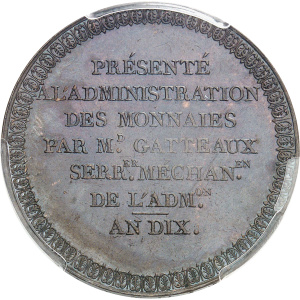 PRÉSENTÉ
A L'ADMINISTRATION
DES MONNAIES
PAR M.R GATTEAUX
SERR.ER MECHAN.EN
DE L'ADM.ON
AN DIX.